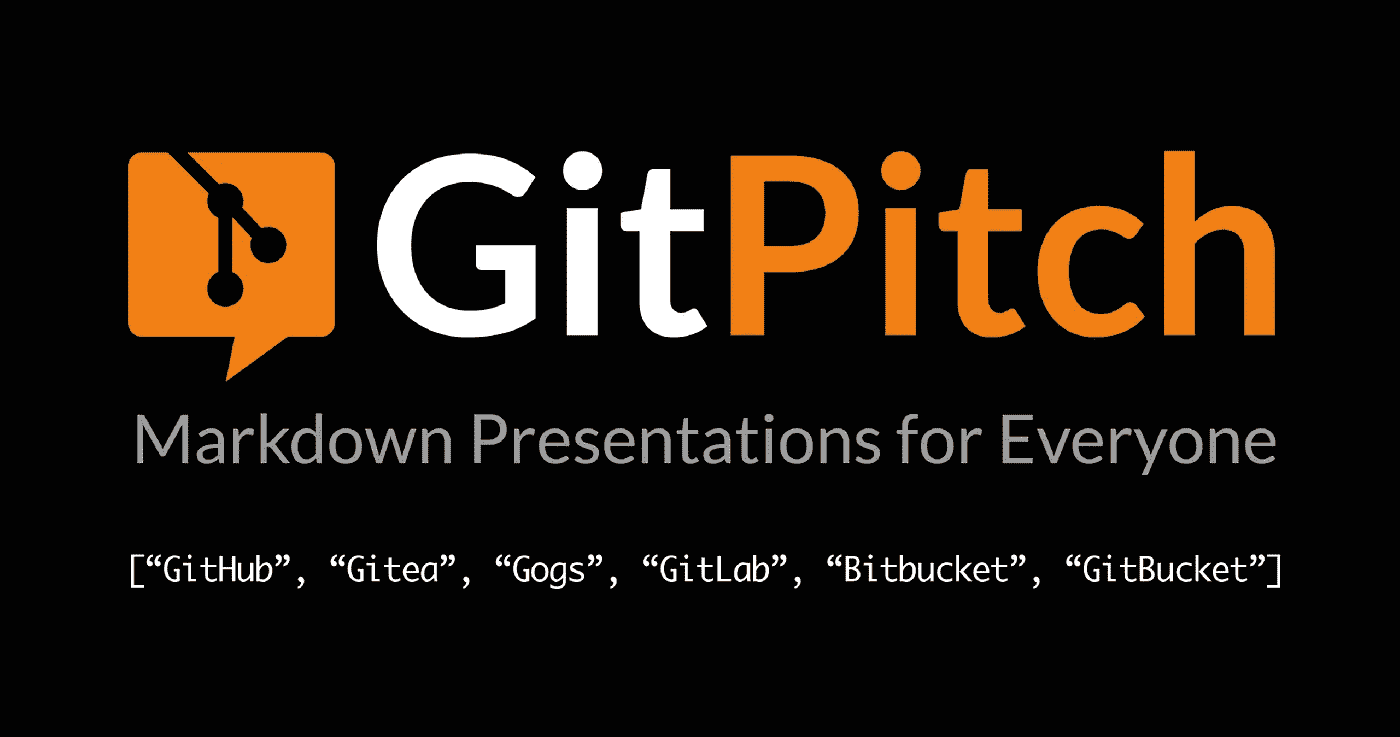 GitPitch
Markdown Presentations for Everyone
[“GitHub”, “Gitea”, “Gogs”, “GitLab”, “Bitbucket”, “GitBucket”]